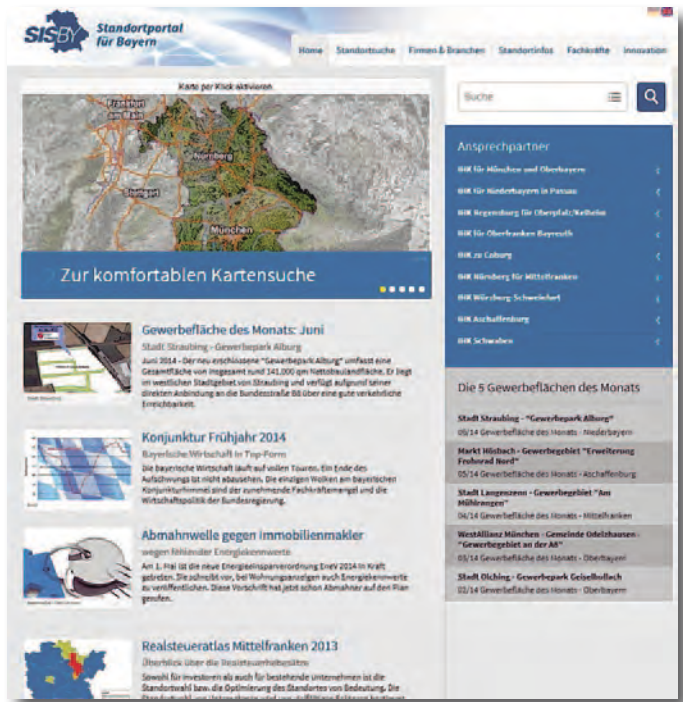 SISBY
Standortportal
für Bayern
Home Standortsuche Firmen & Branchen Standortinfos Fachkräfte Innovation
Karte per Klick aktivieren
Frankfurt
am Main
Nürnberg
Stuttgart
München
Zur komfortablen Kartensuche
Gewerbefläche des Monats: Juni
Stadt Straubing - Gewerbepark Alburg
Juni 2014 - Der neu erschlossene "Gewerbepark Alburg" umfasst eine
Gesamtfläche von insgesamt rund 141.000 qm Nettobaulandfläche. Er liegt
im westlichen Stadtgebiet von Straubing und verfügt aufgrund seiner
direkten Anbindung an die Bundesstraße B8 über eine gute verkehrliche
Erreichbarkeit.
Konjunktur Frühjahr 2014
Bayerische Wirtschaft in Top-Form
Die bayerische Wirtschaft läuft auf vollen Touren. Ein Ende des
Aufschwungs ist nicht abzusehen. Die einzigen Wolken am bayerischen
Konjunkturhimmel sind der zunehmende Fachkräftemangel und die
Wirtschaftspolitik der Bundesregierung.
Abmahnwelle gegen Immobilienmakler
wegen fehlender Energiekennwerte
Am 1. Mai ist die neue Energieeinsparverordnung EneV 2014 in Kraft
getreten. Sie schreibt vor, bei Wohnungsanzeigen auch Energiekennwerte
zu veröffentlichen. Diese Vorschrift hat jetzt schon Abmahner auf den Plan
gerufen.
Realsteueratlas Mittelfranken 2013
Überblick über die Realsteuerhebesätze
Sowohl für Investoren als auch für bestehende Unternehmen ist die
Standortwahl bzw. die Optimierung des Standortes von Bedeutung. Die
Suche
Ansprechpartner
IHK für München und Oberbayern
IHK für Niederbayern in Passau
IHK Regensburg für Oberpfalz/Kelheim
IHK für Oberfranken Bayreuth
IHK zu Coburg
IHK Nürnberg für Mittelfranken
IHK Würzburg-Schweinfurt
IHK Aschaffenburg
IHK Schwaben
Die 5 Gewerbeflächen des Monats
Stadt Straubing - "Gewerbepark Alburg"
06/14 Gewerbefläche des Monats - Niederbayern
Markt Hösbach - Gewerbegebiet "Erweiterung
Frohnrad Nord"
05/14 Gewerbefläche des Monats - Aschaffenburg
Stadt Langenzenn - Gewerbegebiet "Am
Mühlrangen"
04/14 Gewerbefläche des Monats - Mittelfranken
WestAllianz München - Gemeinde Odelzhausen -
"Gewerbegebiet an der A8"
03/14 Gewerbefläche des Monats - Oberbayern
Stadt Olching - Gewerbepark Geiselbullach
02/14 Gewerbefläche des Monats - Oberbayern